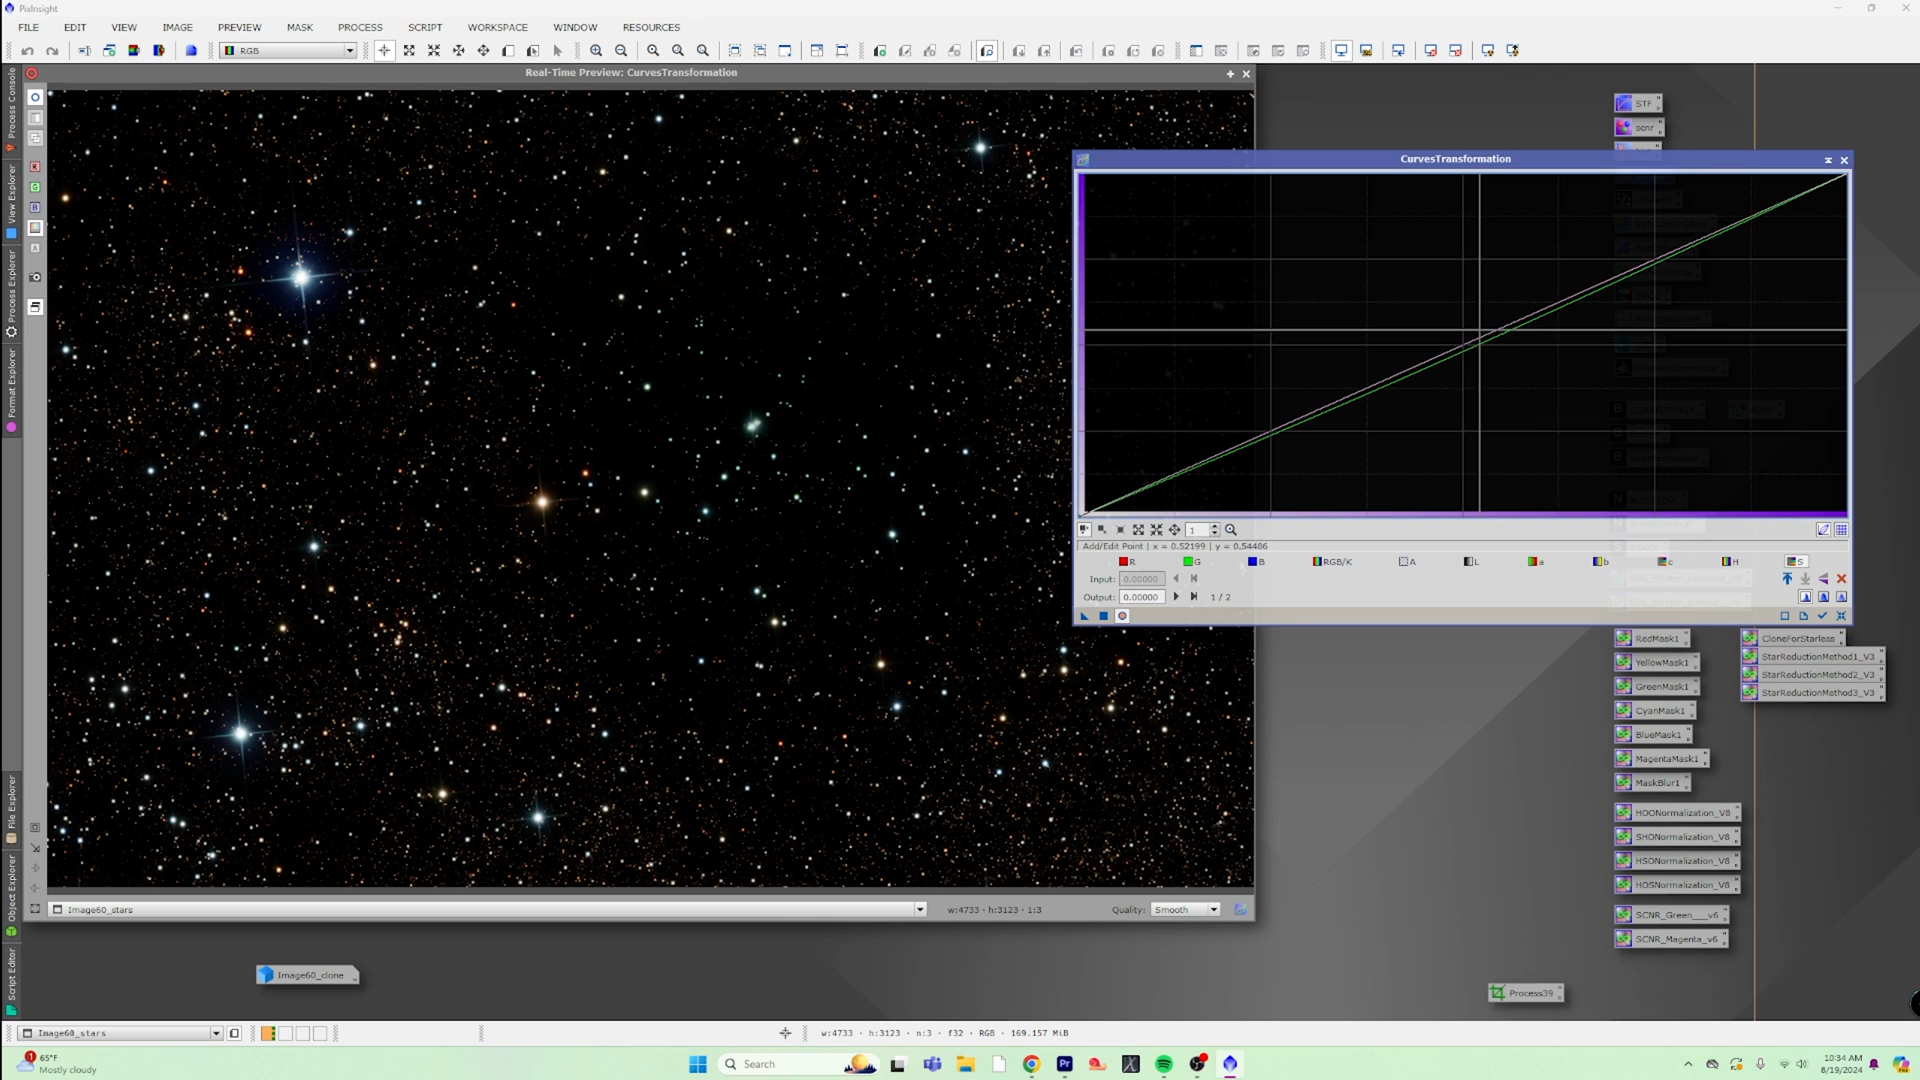 PixInsight
FILE EDIT VIEW IMAGE PREVIEW MASK PROCESS SCRIPT WORKSPACE WINDOW RESOURCES
RGB
Real-Time Preview: CurvesTransformation
Process Console
View Explorer
Process Explorer
Format Explorer
File Explorer
Object Explorer
Script Editor
R
G
B
A
STF
scnr
CurvesTransformation
1
Add/Edit Point | x = 0.52199 | y = 0.54486
R G B RGB/K A L a b c H S
Input: 0.00000
Output: 0.00000 1 / 2
RedMask1
YellowMask1
GreenMask1
CyanMask1
BlueMask1
MagentaMask1
MaskBlur1
CloneForStarless
StarReductionMethod1_V3
StarReductionMethod2_V3
StarReductionMethod3_V3
HOONormalization_V8
SHONormalization_V8
HSONormalization_V8
HOSNormalization_V8
SCNR_Green___v6
SCNR_Magenta_v6
Process39
Image60_stars w:4733 · h:3123 · 1:3 Quality: Smooth
Image60_clone
Image60_stars w:4733 · h:3123 · n:3 · f32 · RGB · 169.157 MiB
1
65°F
Mostly cloudy
Search
Pr
10:34 AM
8/19/2024